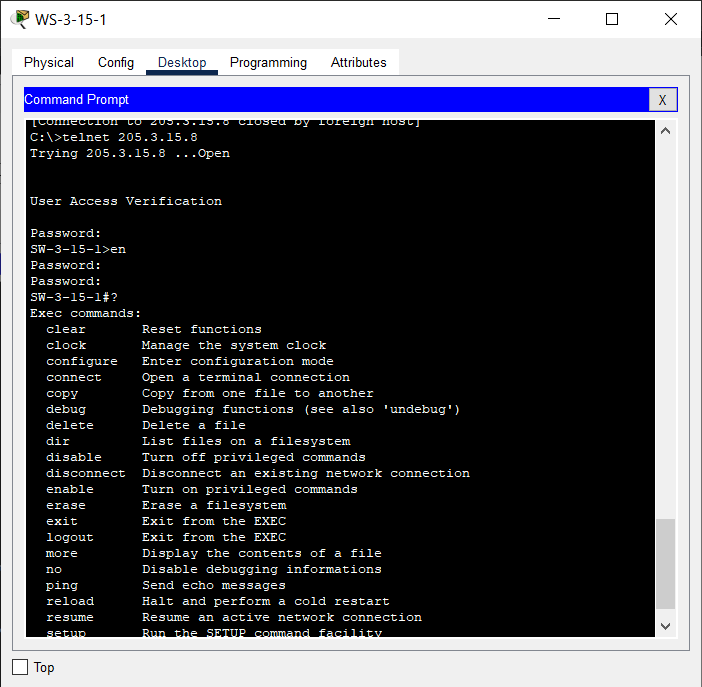 WS-3-15-1
Physical Config Desktop Programming Attributes
Command Prompt X
[Connection to 205.3.15.8 closed by foreign host]
C:\>telnet 205.3.15.8
Trying 205.3.15.8 ...Open
User Access Verification
Password:
SW-3-15-1>en
Password:
Password:
SW-3-15-1#?
Exec commands:
clear Reset functions
clock Manage the system clock
configure Enter configuration mode
connect Open a terminal connection
copy Copy from one file to another
debug Debugging functions (see also 'undebug')
delete Delete a file
dir List files on a filesystem
disable Turn off privileged commands
disconnect Disconnect an existing network connection
enable Turn on privileged commands
erase Erase a filesystem
exit Exit from the EXEC
logout Exit from the EXEC
more Display the contents of a file
no Disable debugging informations
ping Send echo messages
reload Halt and perform a cold restart
resume Resume an active network connection
setup Run the SETUP command facility
Top